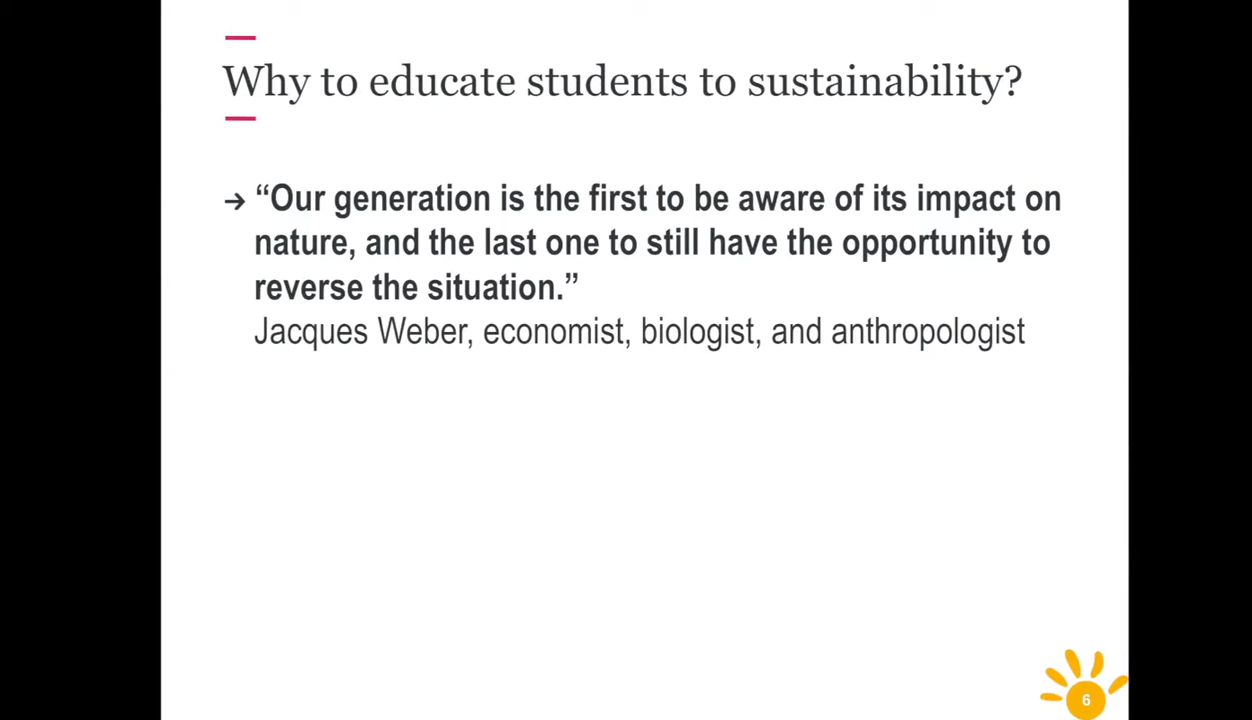 Why to educate students to sustainability?
→ “Our generation is the first to be aware of its impact on
nature, and the last one to still have the opportunity to
reverse the situation.”
Jacques Weber, economist, biologist, and anthropologist
6